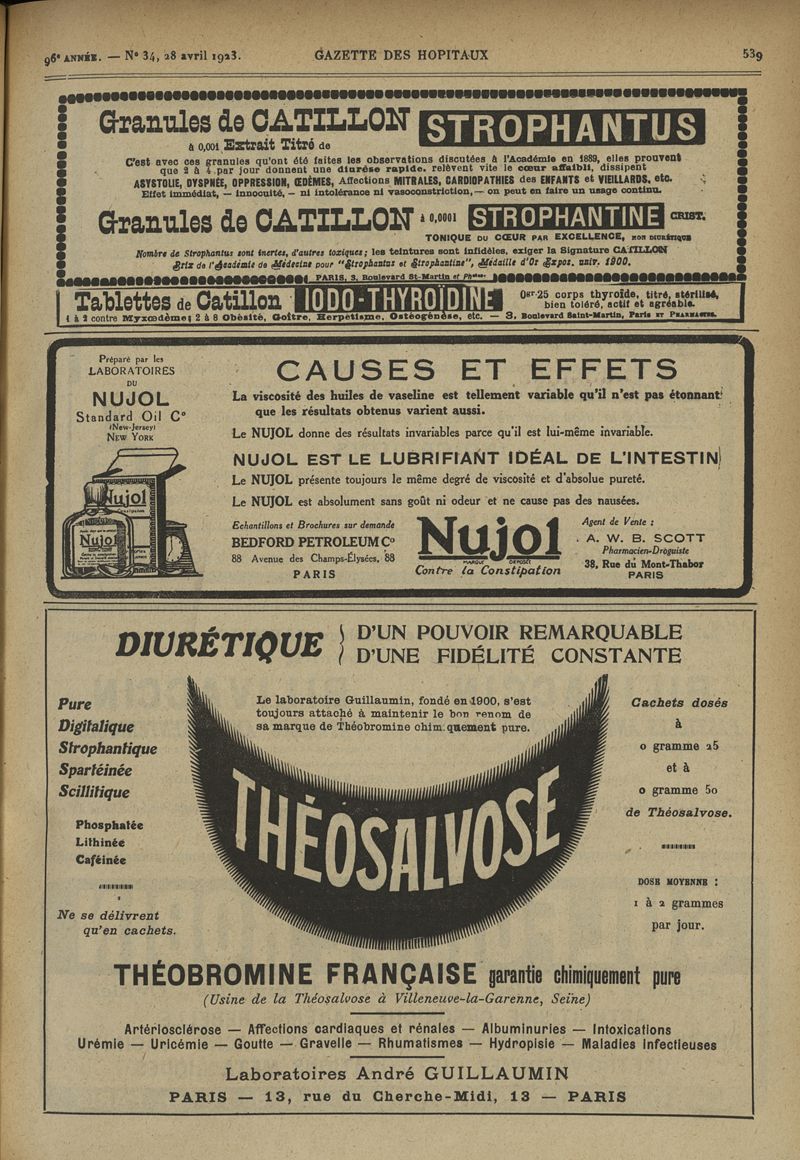 96e ANNÉE. — N° 34, 28 avril 1923.
GAZETTE DES HOPITAUX
539
Granules de CATILLON STROPHANTUS
à 0,001 Extrait Titré de
C'est avec ces granules qu'ont été faites les observations discutées à l'Académie en 1889, elles prouvent
que 2 à 4 par jour donnent une diurèse rapide, relèvent vite le cœur affaibli, dissipent
ASYSTOLIE, DYSPNÉE, OPPRESSION, ŒDÈMES, Affections MITRALES, CARDIOPATHIES des ENFANTS et VIEILLARDS, etc.
Effet immédiat, — innocuité, — ni intolérance ni vasoconstriction, — on peut en faire un usage continu.
Granules de CATILLON à 0,0001 STROPHANTINE CRIST.
TONIQUE DU CŒUR PAR EXCELLENCE, NON DIURÉTIQUE
Nombre de Strophantus sont inertes, d'autres toxiques; les teintures sont infidèles, exiger la Signature CATILLON
Prix de l'Académie de Médecine pour "Strophantus et Strophantine", Médaille d'Or Expos. univ. 1900.
PARIS, 3, Boulevard St-Martin et Phies.
Tablettes de Catillon IODO-THYROÏDINE
0gr.25 corps thyroïde, titré, stérilisé,
bien toléré, actif et agréable.
1 à 2 contre Myxœdème; 2 à 8 Obésité, Goître, Herpétisme, Ostéogénèse, etc. — 3, Boulevard Saint-Martin, Paris ET PHARMACIES.
Préparé par les
LABORATOIRES
DU
NUJOL
Standard Oil Co
(New-Jersey)
NEW YORK
Nujol
Nujol
CAUSES ET EFFETS
La viscosité des huiles de vaseline est tellement variable qu'il n'est pas étonnant
que les résultats obtenus varient aussi.
Le NUJOL donne des résultats invariables parce qu'il est lui-même invariable.
NUJOL EST LE LUBRIFIANT IDÉAL DE L'INTESTIN
Le NUJOL présente toujours le même degré de viscosité et d'absolue pureté.
Le NUJOL est absolument sans goût ni odeur et ne cause pas des nausées.
Echantillons et Brochures sur demande
BEDFORD PETROLEUM Co
88 Avenue des Champs-Élysées, 88
PARIS
Nujol
MARQUE DÉPOSÉE
Contre la Constipation
Agent de Vente :
A. W. B. SCOTT
Pharmacien-Droguiste
38, Rue du Mont-Thabor
PARIS
DIURÉTIQUE
D'UN POUVOIR REMARQUABLE
D'UNE FIDÉLITÉ CONSTANTE
Le laboratoire Guillaumin, fondé en 1900, s'est
toujours attaché à maintenir le bon renom de
sa marque de Théobromine chimiquement pure.
Pure
Digitalique
Strophantique
Spartéinée
Scillitique
Phosphatée
Lithinée
Caféinée
Ne se délivrent
qu'en cachets.
THÉOSALVOSE
Cachets dosés
à
0 gramme 25
et à
0 gramme 50
de Théosalvose.
DOSE MOYENNE :
1 à 2 grammes
par jour.
THÉOBROMINE FRANÇAISE garantie chimiquement pure
(Usine de la Théosalvose à Villeneuve-la-Garenne, Seine)
Artériosclérose — Affections cardiaques et rénales — Albuminuries — Intoxications
Urémie — Uricémie — Goutte — Gravelle — Rhumatismes — Hydropisie — Maladies infectieuses
Laboratoires André GUILLAUMIN
PARIS — 13, rue du Cherche-Midi, 13 — PARIS